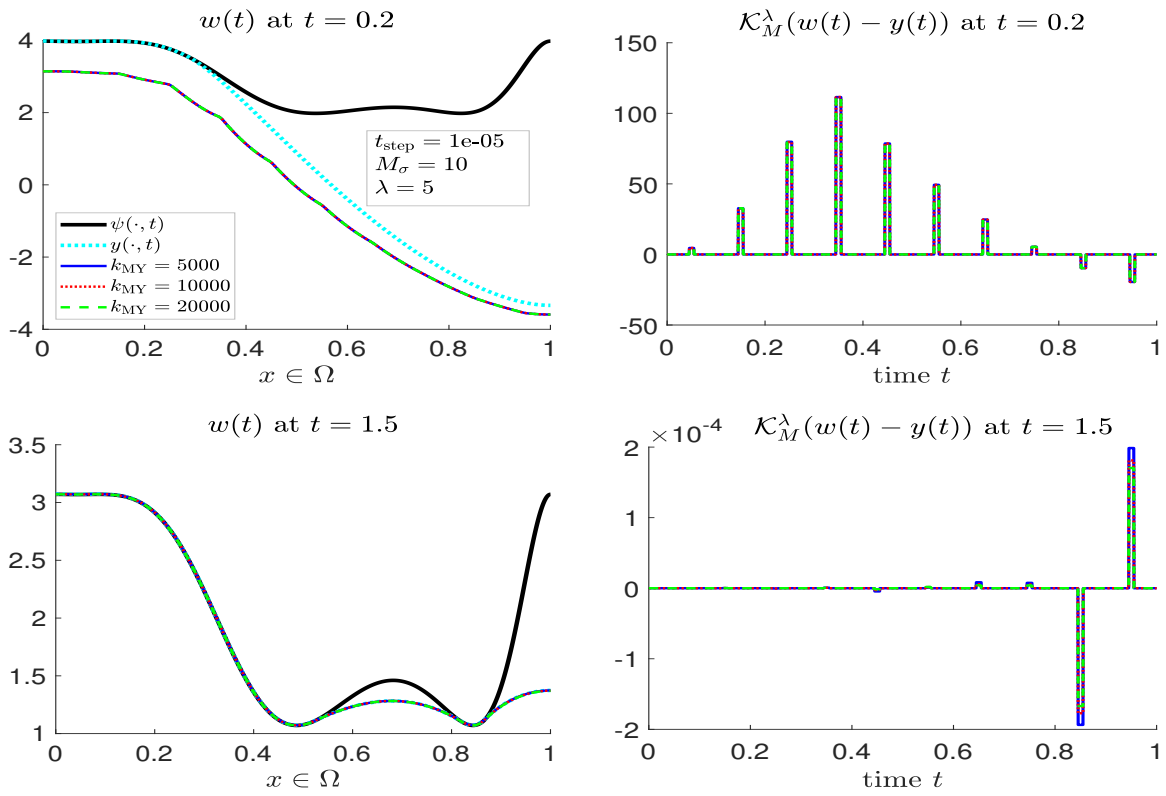 w(t) at t = 0.2
4
2
0
-2
-4
0 0.2 0.4 0.6 0.8 1
x ∈ Ω
t_step = 1e-05
M_σ = 10
λ = 5
ψ(·, t)
y(·, t)
k_MY = 5000
k_MY = 10000
k_MY = 20000
𝒦_M^λ(w(t) − y(t)) at t = 0.2
150
100
50
0
-50
0 0.2 0.4 0.6 0.8 1
time t
w(t) at t = 1.5
3.5
3
2.5
2
1.5
1
0 0.2 0.4 0.6 0.8 1
x ∈ Ω
×10^-4
𝒦_M^λ(w(t) − y(t)) at t = 1.5
2
1
0
-1
-2
0 0.2 0.4 0.6 0.8 1
time t